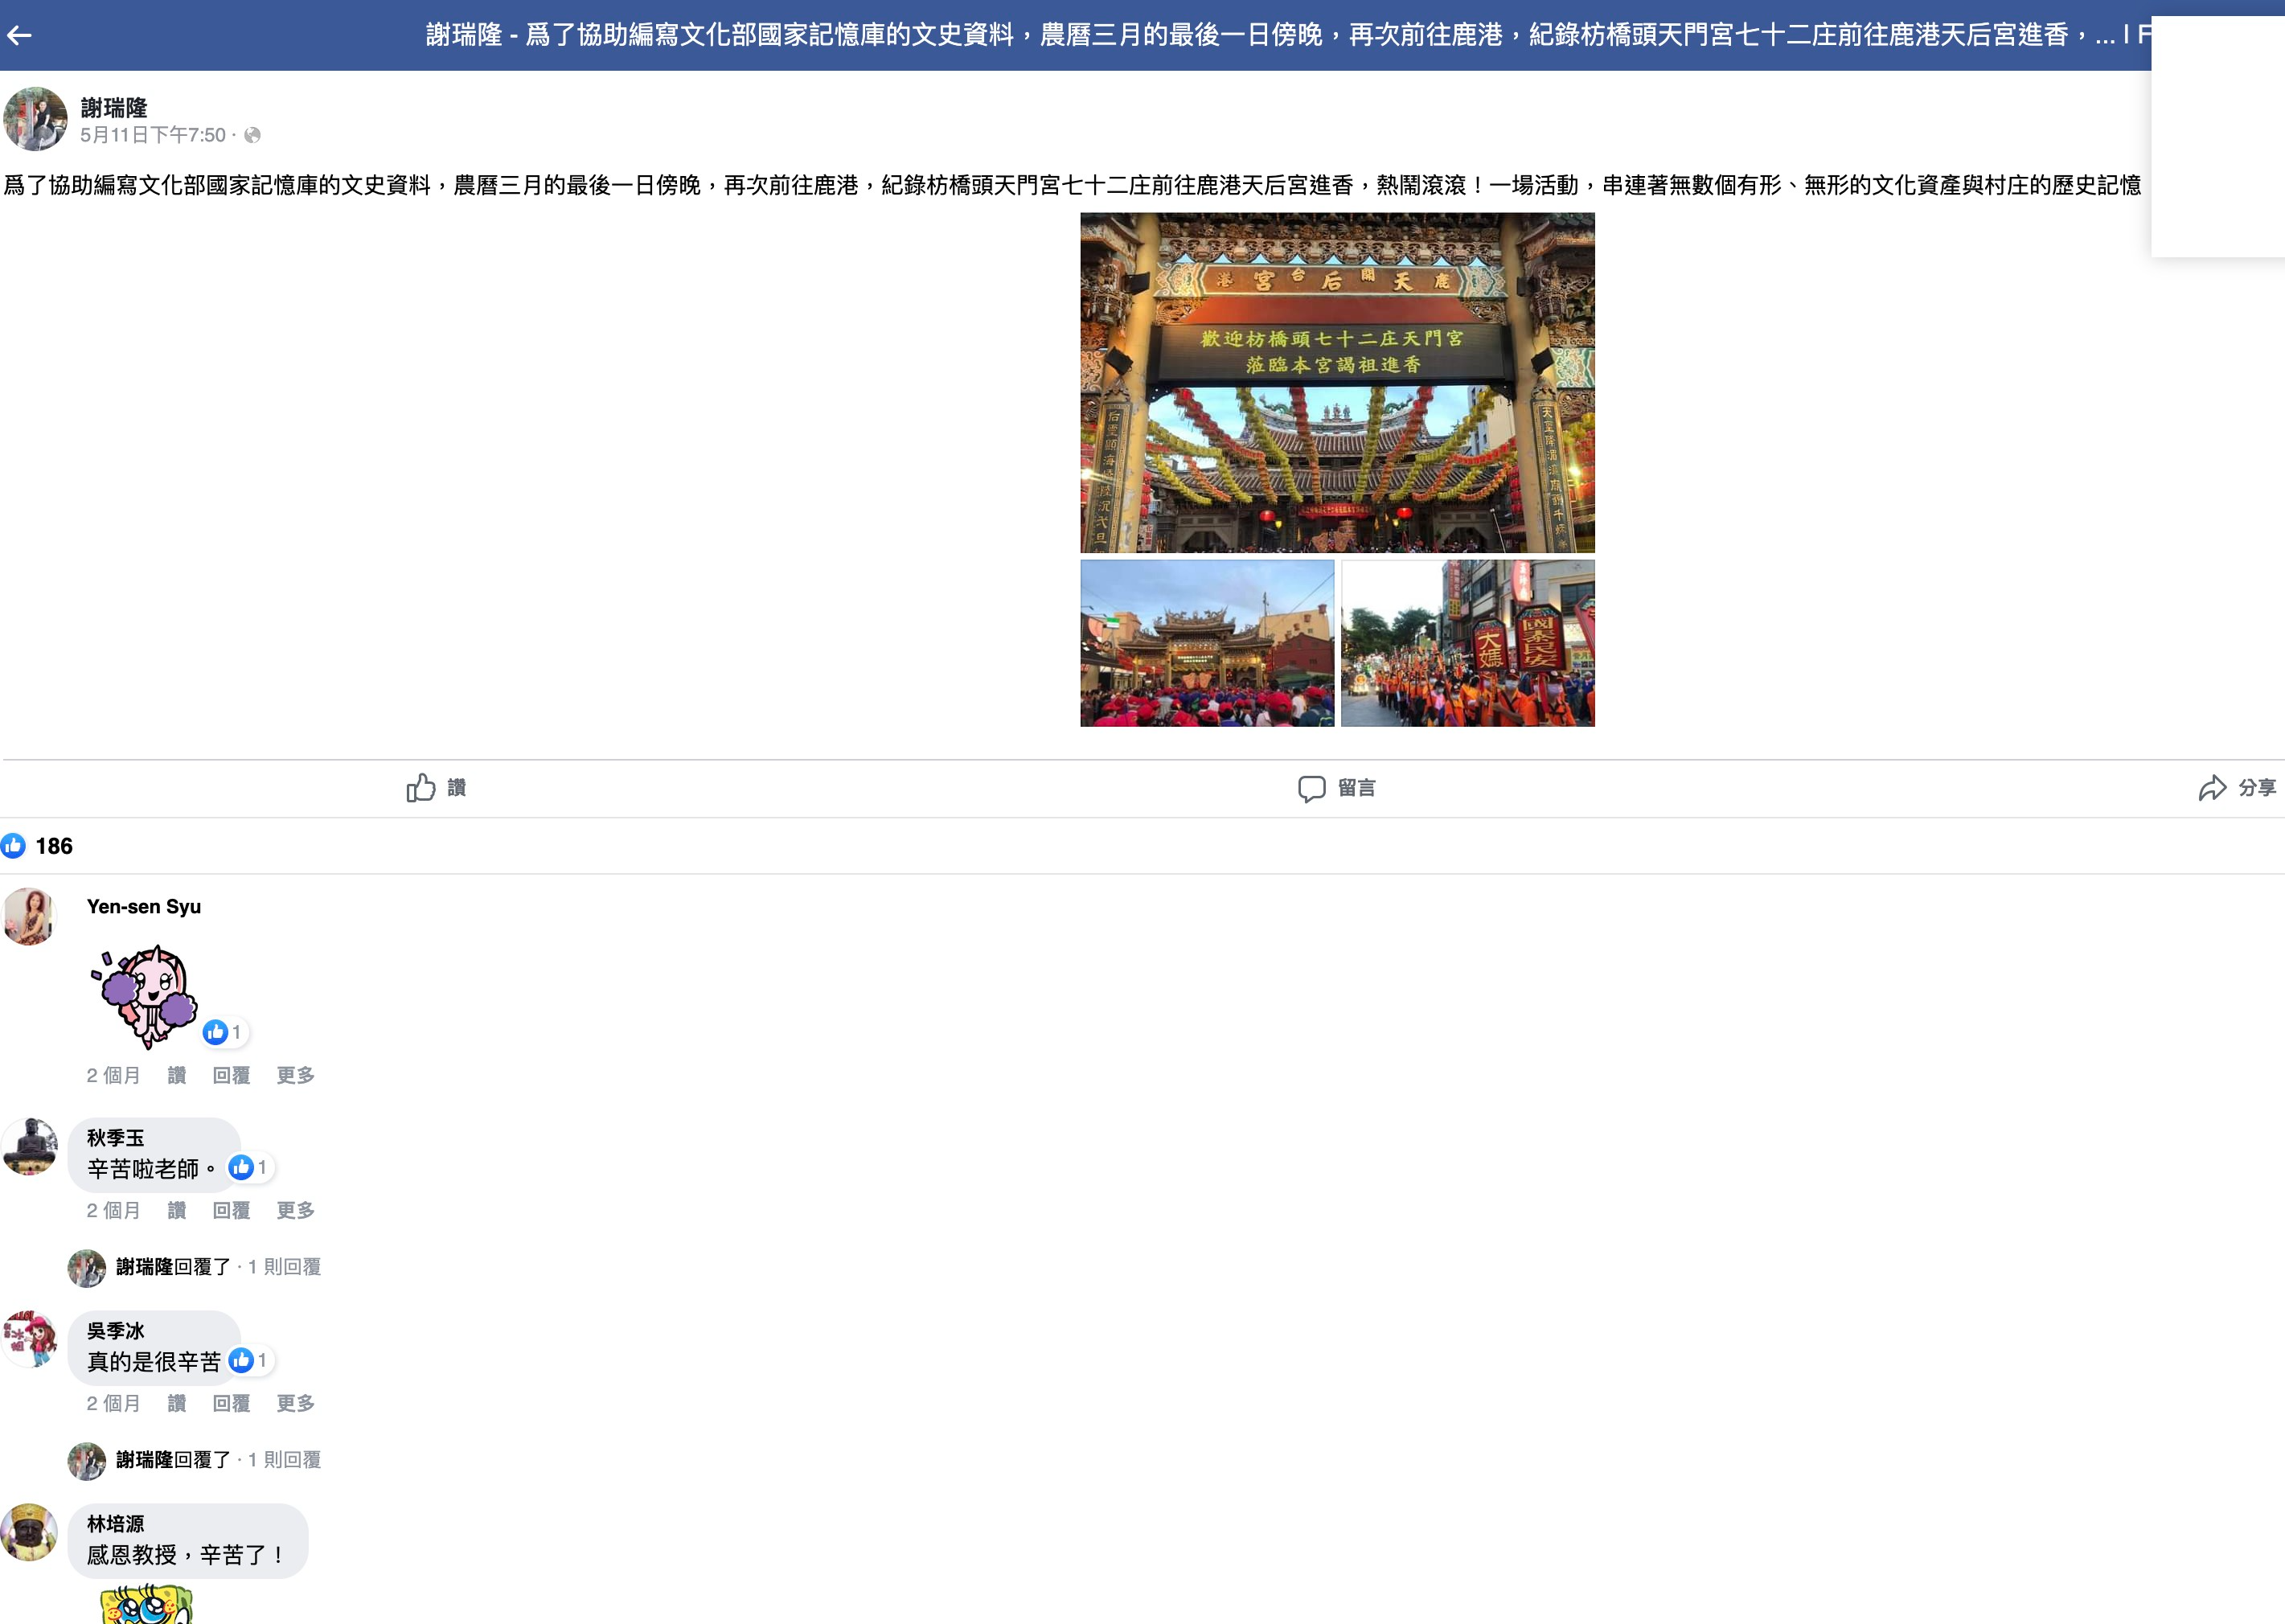 謝瑞隆 - 爲了協助編寫文化部國家記憶庫的文史資料，農曆三月的最後一日傍晚，再次前往鹿港，紀錄枋橋頭天門宮七十二庄前往鹿港天后宮進香，... | F
謝瑞隆
5月11日下午7:50 ·
爲了協助編寫文化部國家記憶庫的文史資料，農曆三月的最後一日傍晚，再次前往鹿港，紀錄枋橋頭天門宮七十二庄前往鹿港天后宮進香，熱鬧滾滾！一場活動，串連著無數個有形、無形的文化資產與村庄的歷史記憶
港 宮 台 后 開 天 鹿
歡迎枋橋頭七十二庄天門宮
蒞臨本宮謁祖進香
大媽
國泰民安
讚
留言
分享
186
Yen-sen Syu
1
2 個月 讚 回覆 更多
秋季玉
辛苦啦老師。
1
2 個月 讚 回覆 更多
謝瑞隆回覆了 · 1 則回覆
吳季冰
真的是很辛苦
1
2 個月 讚 回覆 更多
謝瑞隆回覆了 · 1 則回覆
林培源
感恩教授，辛苦了！